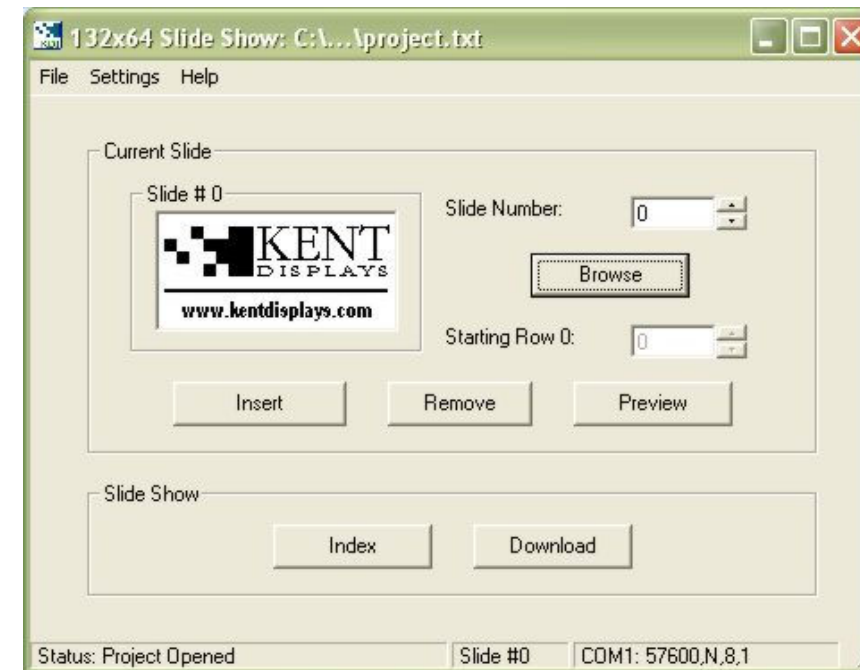 132x64 Slide Show: C:\...\project.txt
File Settings Help
Current Slide
Slide # 0
KENT
DISPLAYS
www.kentdisplays.com
Slide Number: 0
Browse
Starting Row 0: 0
Insert Remove Preview
Slide Show
Index Download
Status: Project Opened Slide #0 COM1: 57600,N,8,1